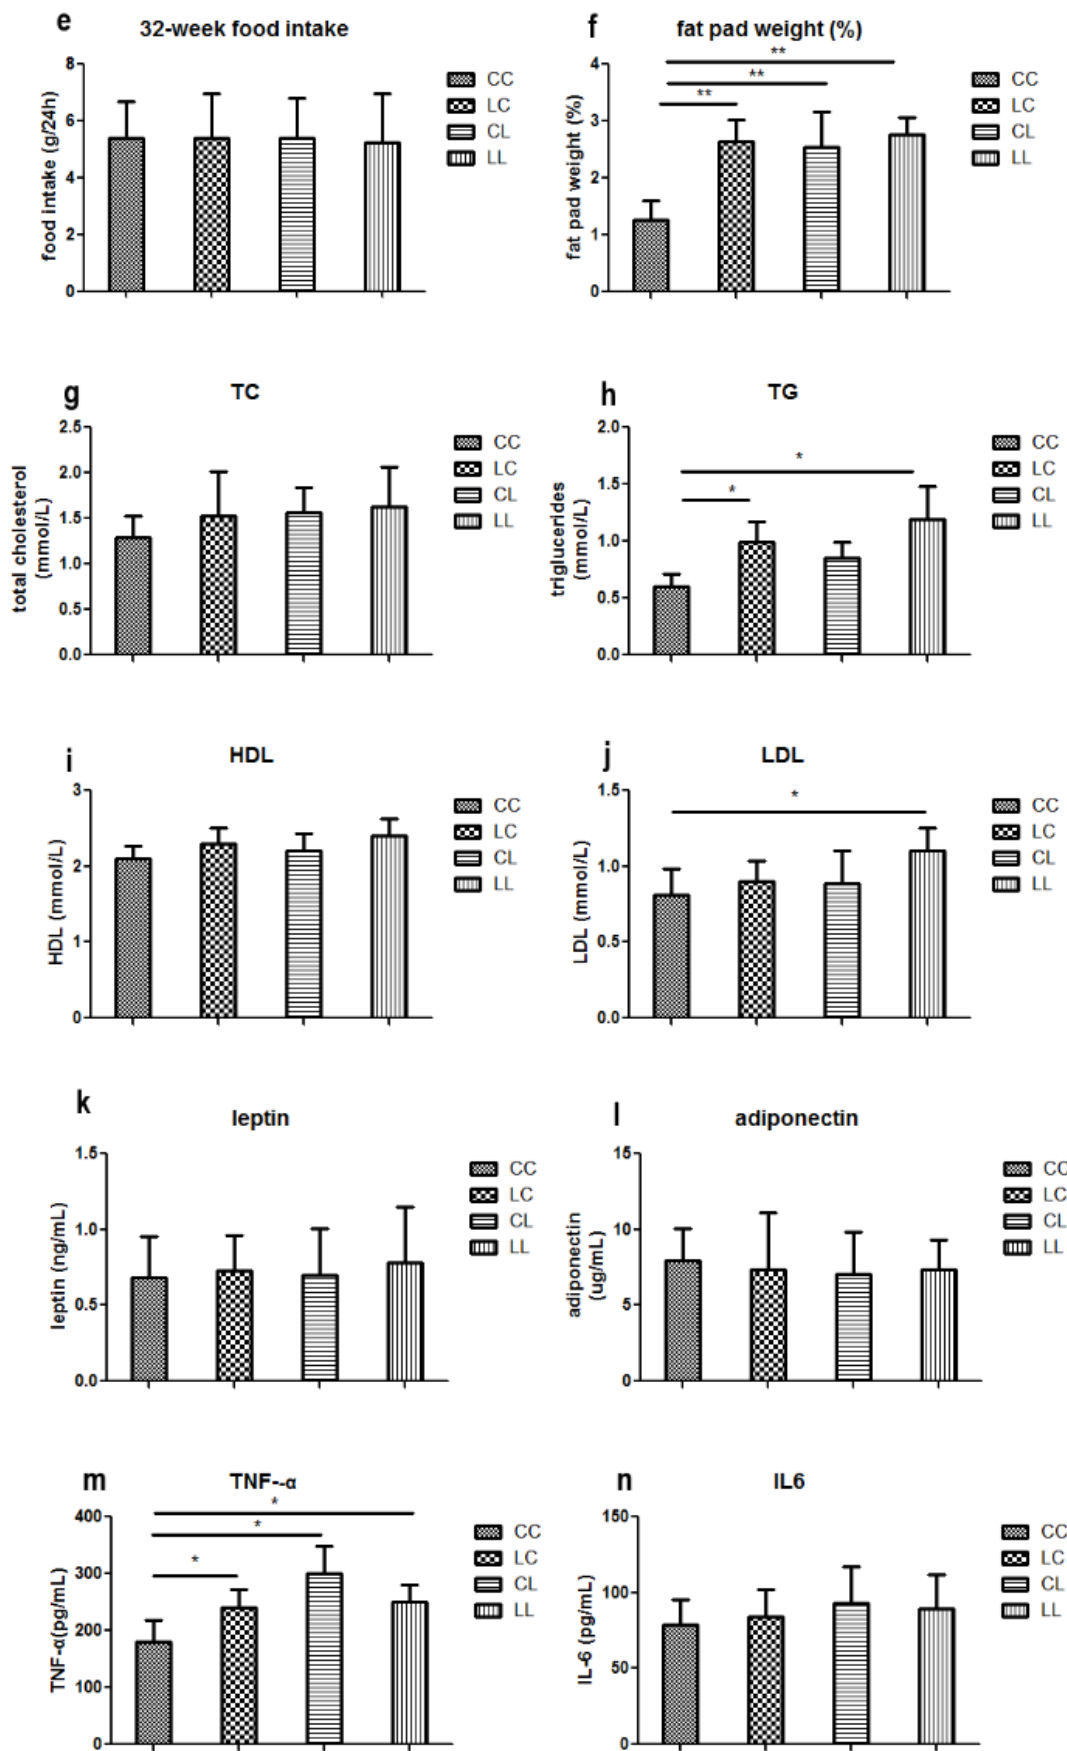 e 32-week food intake
food intake (g/24h)
8
6
4
2
0
CC
LC
CL
LL
f fat pad weight (%)
fat pad weight (%)
4
3
2
1
0
**
**
**
CC
LC
CL
LL
g TC
total cholesterol
(mmol/L)
2.5
2.0
1.5
1.0
0.5
0.0
CC
LC
CL
LL
h TG
triglucerides
(mmol/L)
2.0
1.5
1.0
0.5
0.0
*
*
CC
LC
CL
LL
i HDL
HDL (mmol/L)
3
2
1
0
CC
LC
CL
LL
j LDL
LDL (mmol/L)
1.5
1.0
0.5
0.0
*
CC
LC
CL
LL
k leptin
leptin (ng/mL)
1.5
1.0
0.5
0.0
CC
LC
CL
LL
l adiponectin
adiponectin
(ug/mL)
15
10
5
0
CC
LC
CL
LL
m TNF-α
TNF-α(pg/mL)
400
300
200
100
0
*
*
*
CC
LC
CL
LL
n IL6
IL-6 (pg/mL)
150
100
50
0
CC
LC
CL
LL